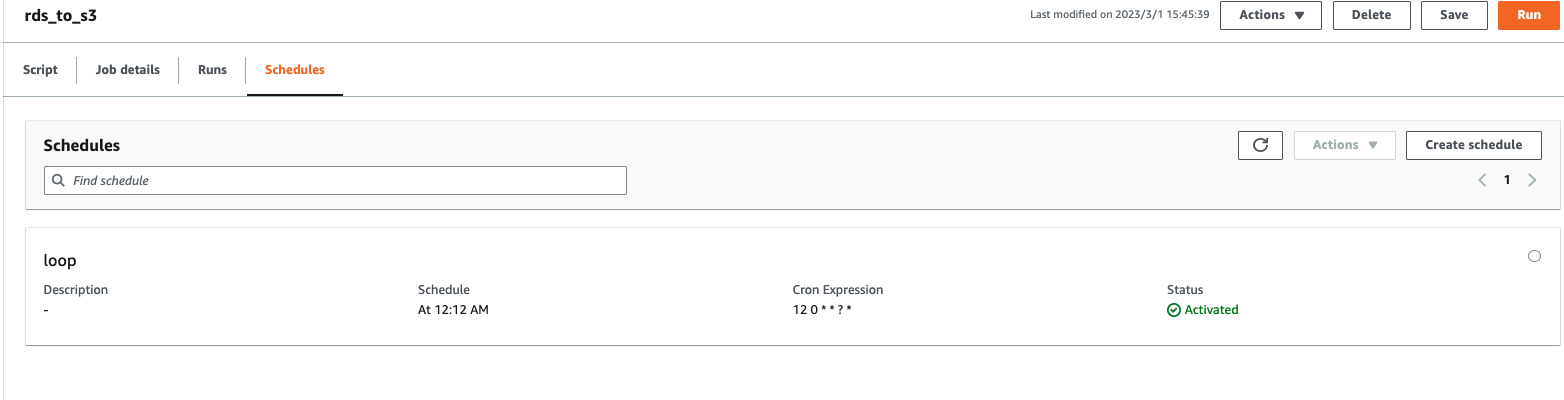 rds_to_s3
Last modified on 2023/3/1 15:45:39
Actions
Delete
Save
Run
Script
Job details
Runs
Schedules
Schedules
Actions
Create schedule
Find schedule
1
loop
Description
Schedule
Cron Expression
Status
-
At 12:12 AM
12 0 * * ? *
Activated